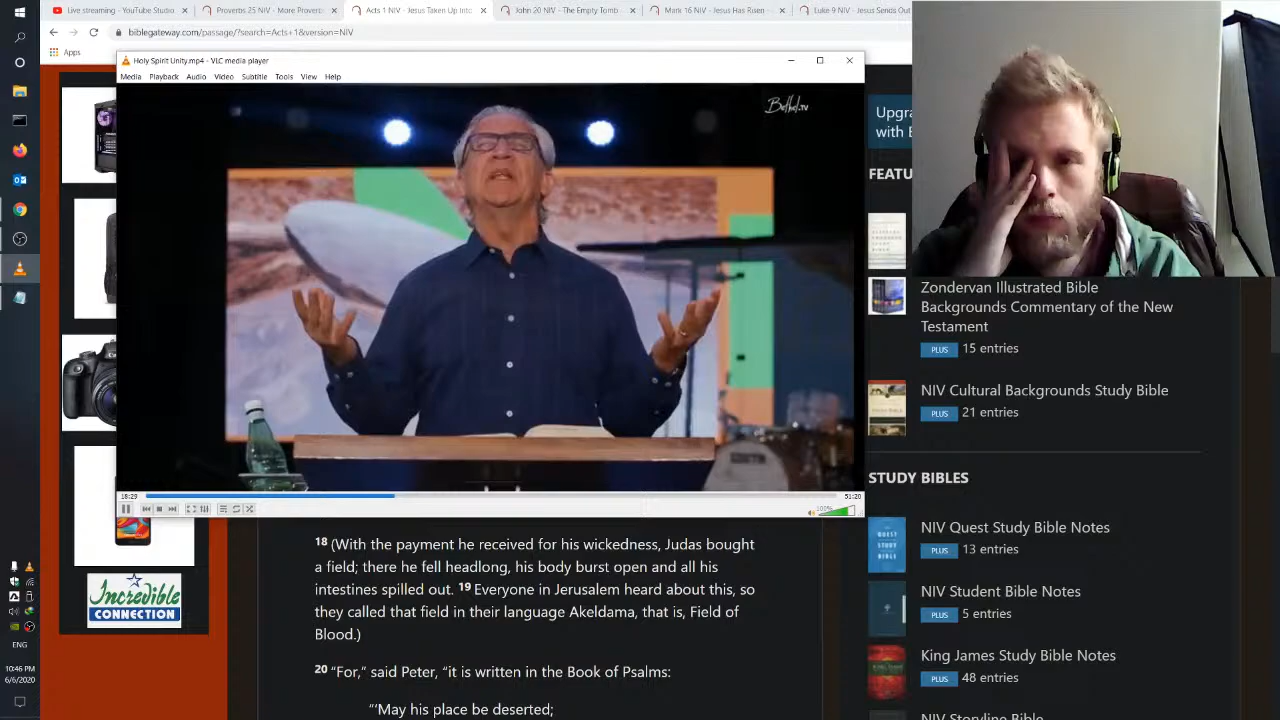 Live streaming - YouTube Studio
Proverbs 25 NIV - More Proverbs
Acts 1 NIV - Jesus Taken Up Into
John 20 NIV - The Empty Tomb
Mark 16 NIV - Jesus Has Risen
Luke 9 NIV - Jesus Sends Out
biblegateway.com/passage/?search=Acts+1&version=NIV
Apps
Holy Spirit Unity.mp4 - VLC media player
Media Playback Audio Video Subtitle Tools View Help
Bethel.TV
18:29
51:20
100%
Upgra
with B
FEATU
Zondervan Illustrated Bible
Backgrounds Commentary of the New
Testament
PLUS 15 entries
NIV Cultural Backgrounds Study Bible
PLUS 21 entries
STUDY BIBLES
NIV Quest Study Bible Notes
PLUS 13 entries
NIV Student Bible Notes
PLUS 5 entries
King James Study Bible Notes
PLUS 48 entries
NIV Storyline Bible
18 (With the payment he received for his wickedness, Judas bought
a field; there he fell headlong, his body burst open and all his
intestines spilled out. 19 Everyone in Jerusalem heard about this, so
they called that field in their language Akeldama, that is, Field of
Blood.)
20 “For,” said Peter, “it is written in the Book of Psalms:
“‘May his place be deserted;
Incredible
CONNECTION
ENG
10:46 PM
6/6/2020